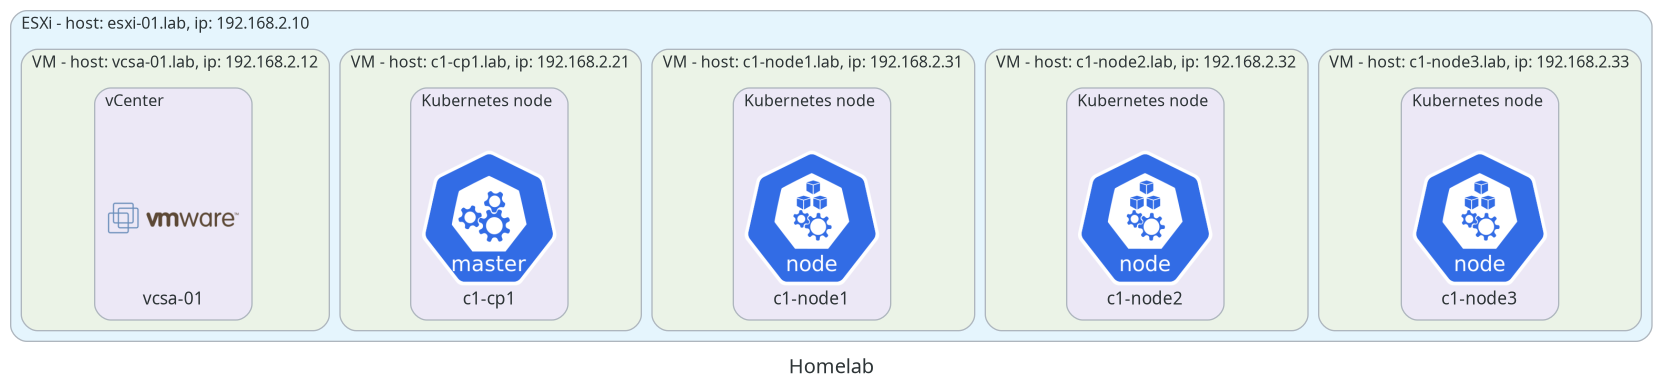 ESXi - host: esxi-01.lab, ip: 192.168.2.10
VM - host: vcsa-01.lab, ip: 192.168.2.12
vCenter
vmware™
vcsa-01
VM - host: c1-cp1.lab, ip: 192.168.2.21
Kubernetes node
master
c1-cp1
VM - host: c1-node1.lab, ip: 192.168.2.31
Kubernetes node
node
c1-node1
VM - host: c1-node2.lab, ip: 192.168.2.32
Kubernetes node
node
c1-node2
VM - host: c1-node3.lab, ip: 192.168.2.33
Kubernetes node
node
c1-node3
Homelab